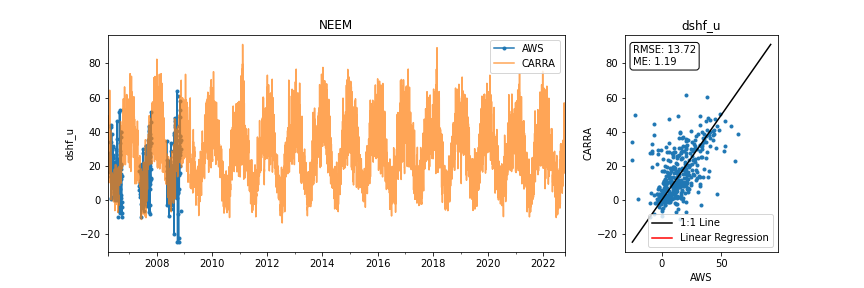 NEEM
dshf_u
80
60
40
20
0
−20
2008
2010
2012
2014
2016
2018
2020
2022
AWS
CARRA
dshf_u
CARRA
80
60
40
20
0
−20
RMSE: 13.72
ME: 1.19
1:1 Line
Linear Regression
0
50
AWS